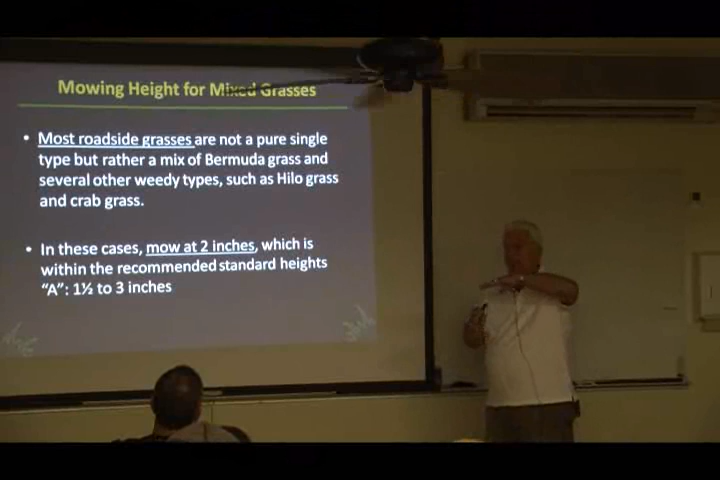 Mowing Height for Mixed Grasses
• Most roadside grasses are not a pure single
type but rather a mix of Bermuda grass and
several other weedy types, such as Hilo grass
and crab grass.
• In these cases, mow at 2 inches, which is
within the recommended standard heights
“A”: 1½ to 3 inches